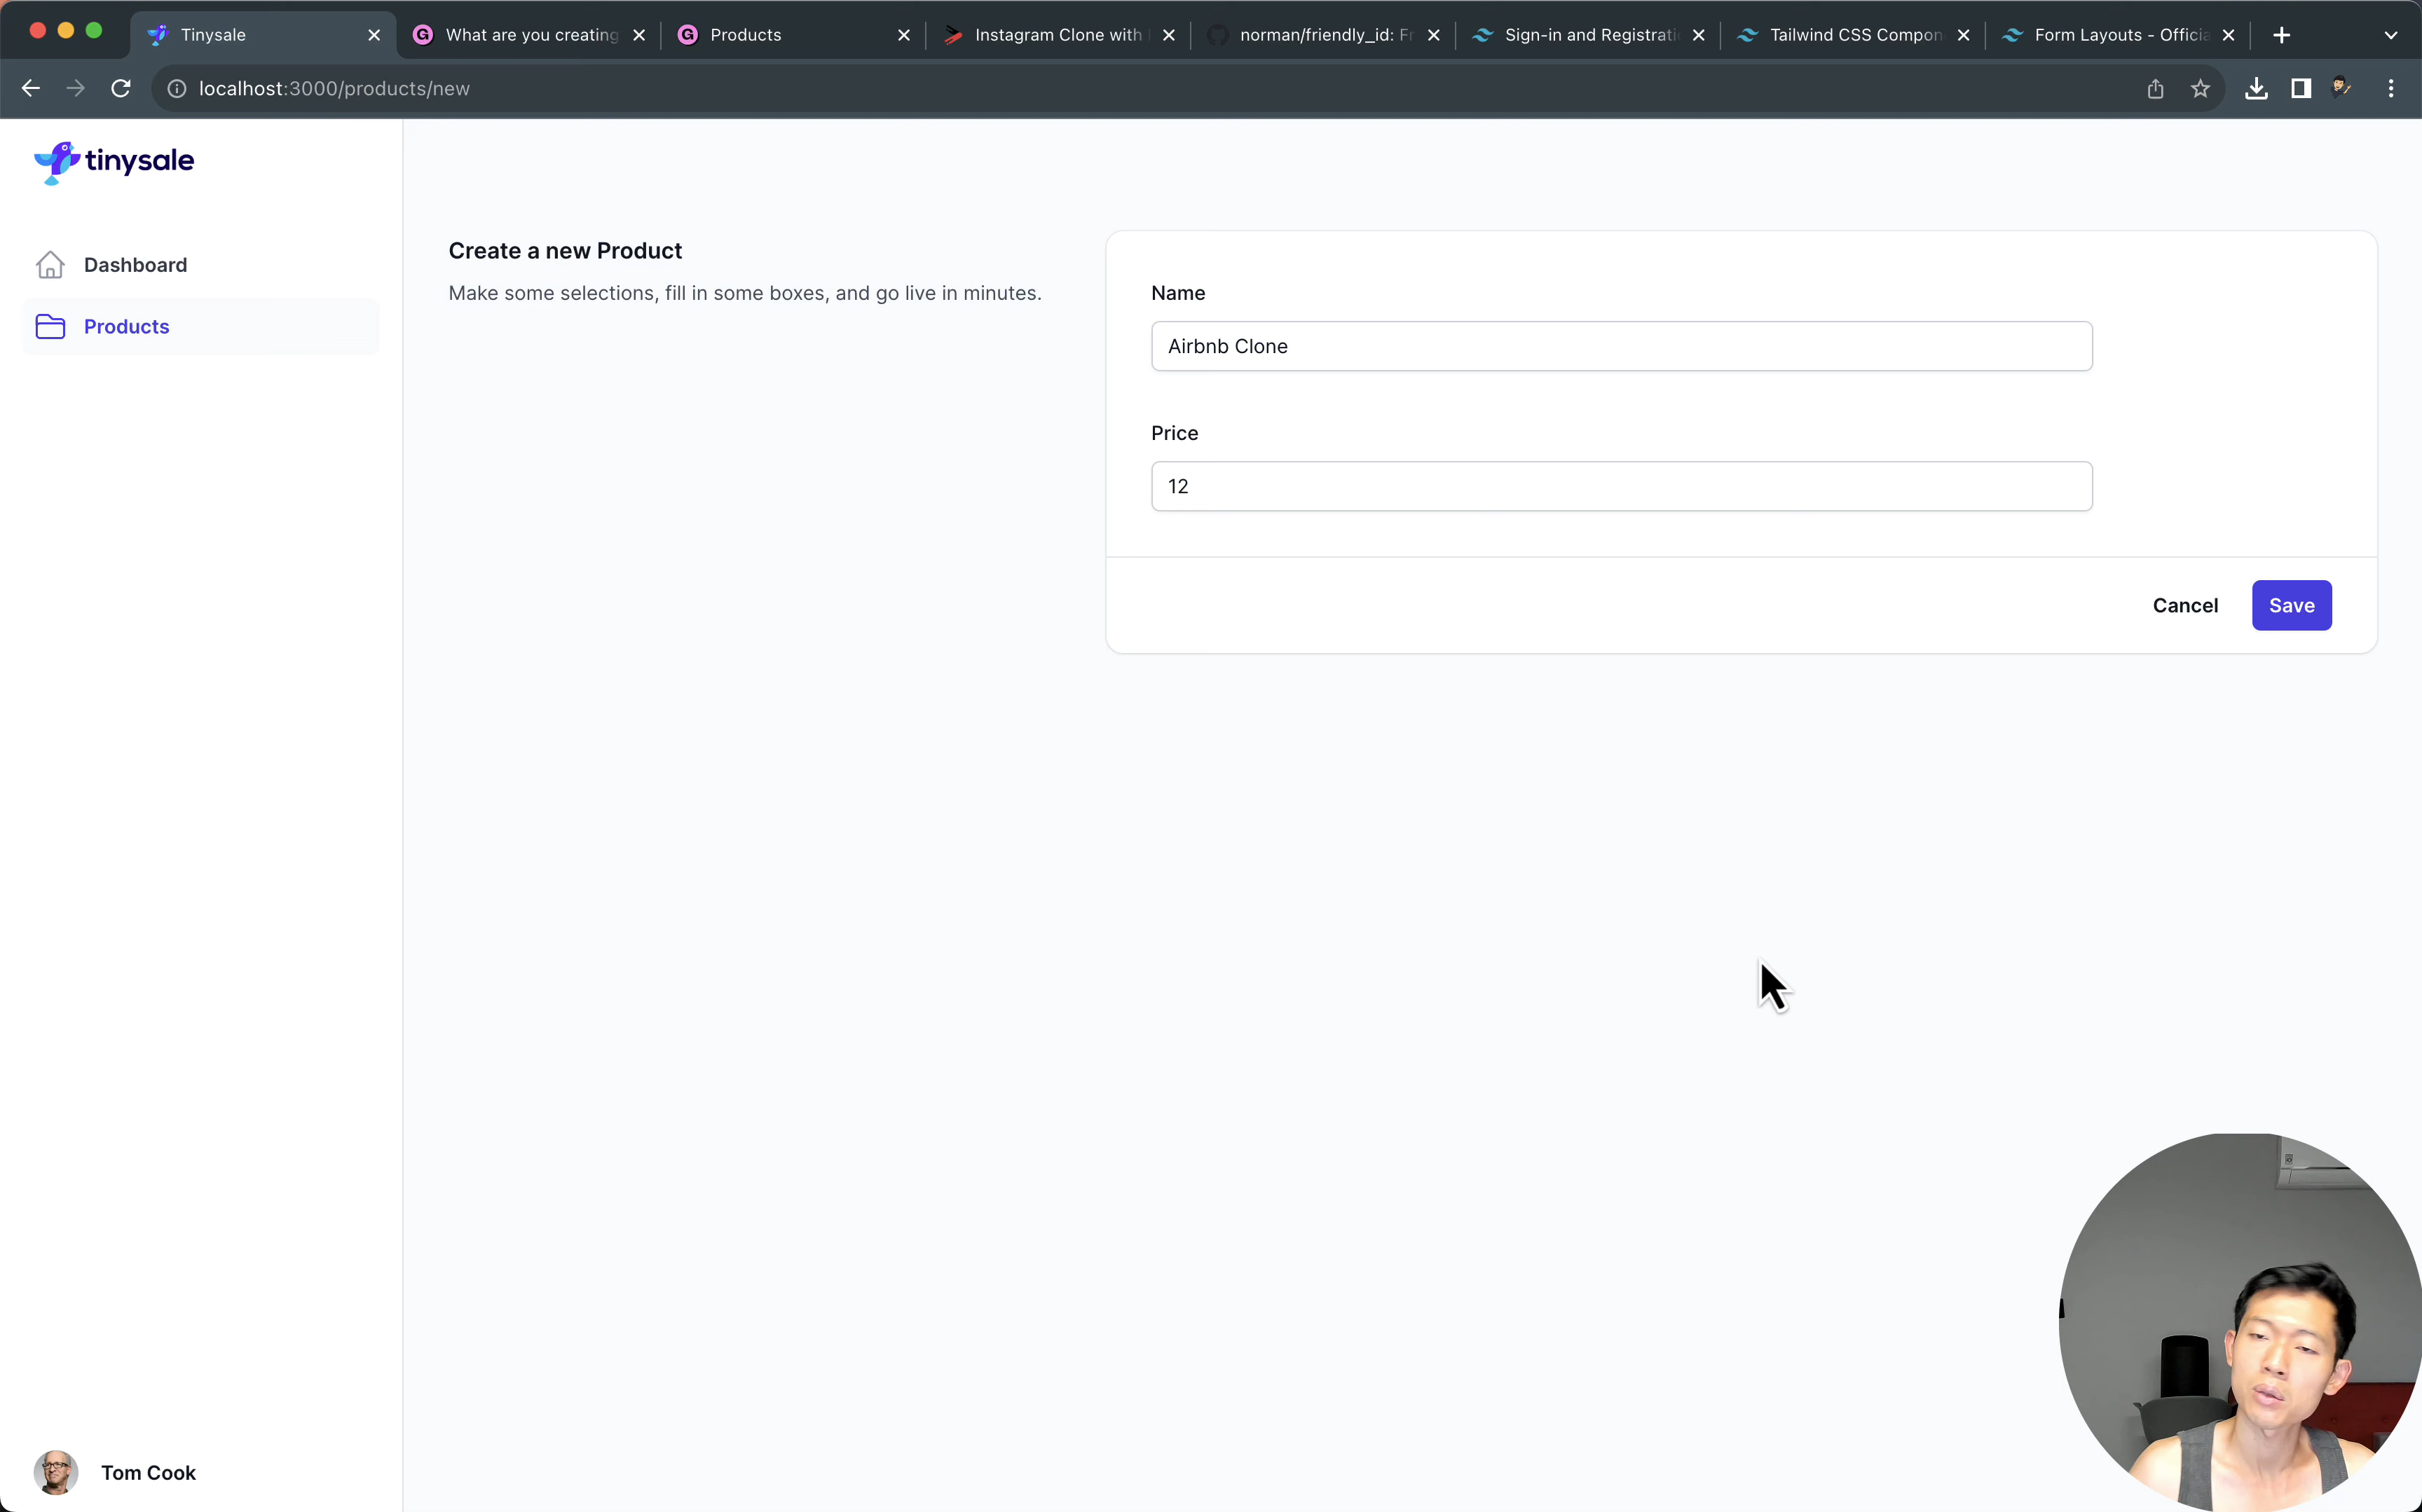 Tinysale
What are you creating
Products
Instagram Clone with
norman/friendly_id: Fr
Sign-in and Registrati
Tailwind CSS Compon
Form Layouts - Officia
localhost:3000/products/new
tinysale
Dashboard
Products
Create a new Product
Make some selections, fill in some boxes, and go live in minutes.
Name
Airbnb Clone
Price
12
Cancel
Save
Tom Cook